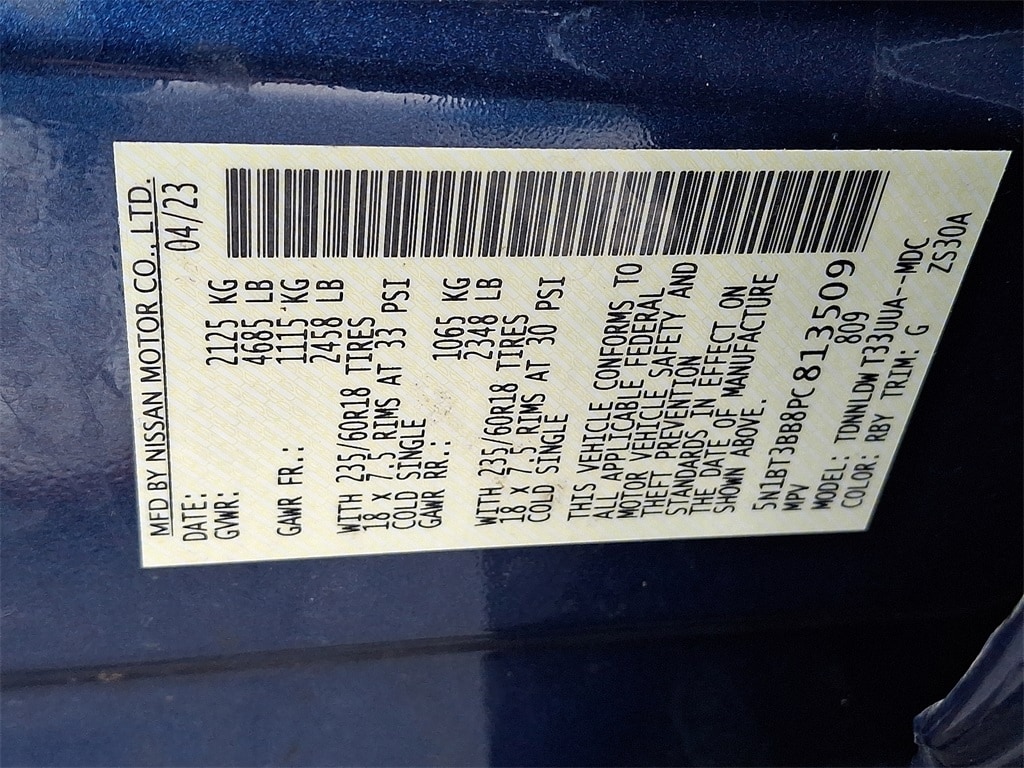 MFD BY NISSAN MOTOR CO., LTD.
DATE: 04/23
GVWR: 2125 KG
4685 LB
GAWR FR.: 1115 KG
2458 LB
WITH 235/60R18 TIRES
18 X 7.5 RIMS AT 33 PSI
COLD SINGLE
GAWR RR.: 1065 KG
2348 LB
WITH 235/60R18 TIRES
18 X 7.5 RIMS AT 30 PSI
COLD SINGLE
THIS VEHICLE CONFORMS TO
ALL APPLICABLE FEDERAL
MOTOR VEHICLE SAFETY AND
THEFT PREVENTION
STANDARDS IN EFFECT ON
THE DATE OF MANUFACTURE
SHOWN ABOVE.
5N1BT3BB8PC813509
MPV 809
MODEL: TDNNLDW T33UUA--MDC
COLOR: RBY TRIM: G ZS30A